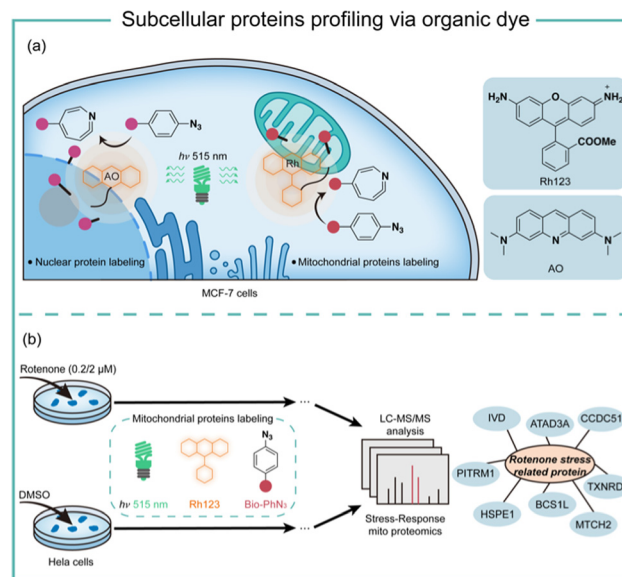 Subcellular proteins profiling via organic dye
(a)
N
N₃
AO
hν 515 nm
Rh
N
N₃
• Nuclear protein labeling
• Mitochondrial proteins labeling
MCF-7 cells
NH₂
O
NH₂
+
COOMe
Rh123
N
N
N
AO
(b)
Rotenone (0.2/2 μM)
...
Mitochondrial proteins labeling
N₃
hν 515 nm
Rh123
Bio-PhN₃
DMSO
...
Hela cells
LC-MS/MS
analysis
Stress-Response
mito proteomics
IVD
ATAD3A
CCDC51
Rotenone stress
related protein
PITRM1
TXNRD
HSPE1
BCS1L
MTCH2